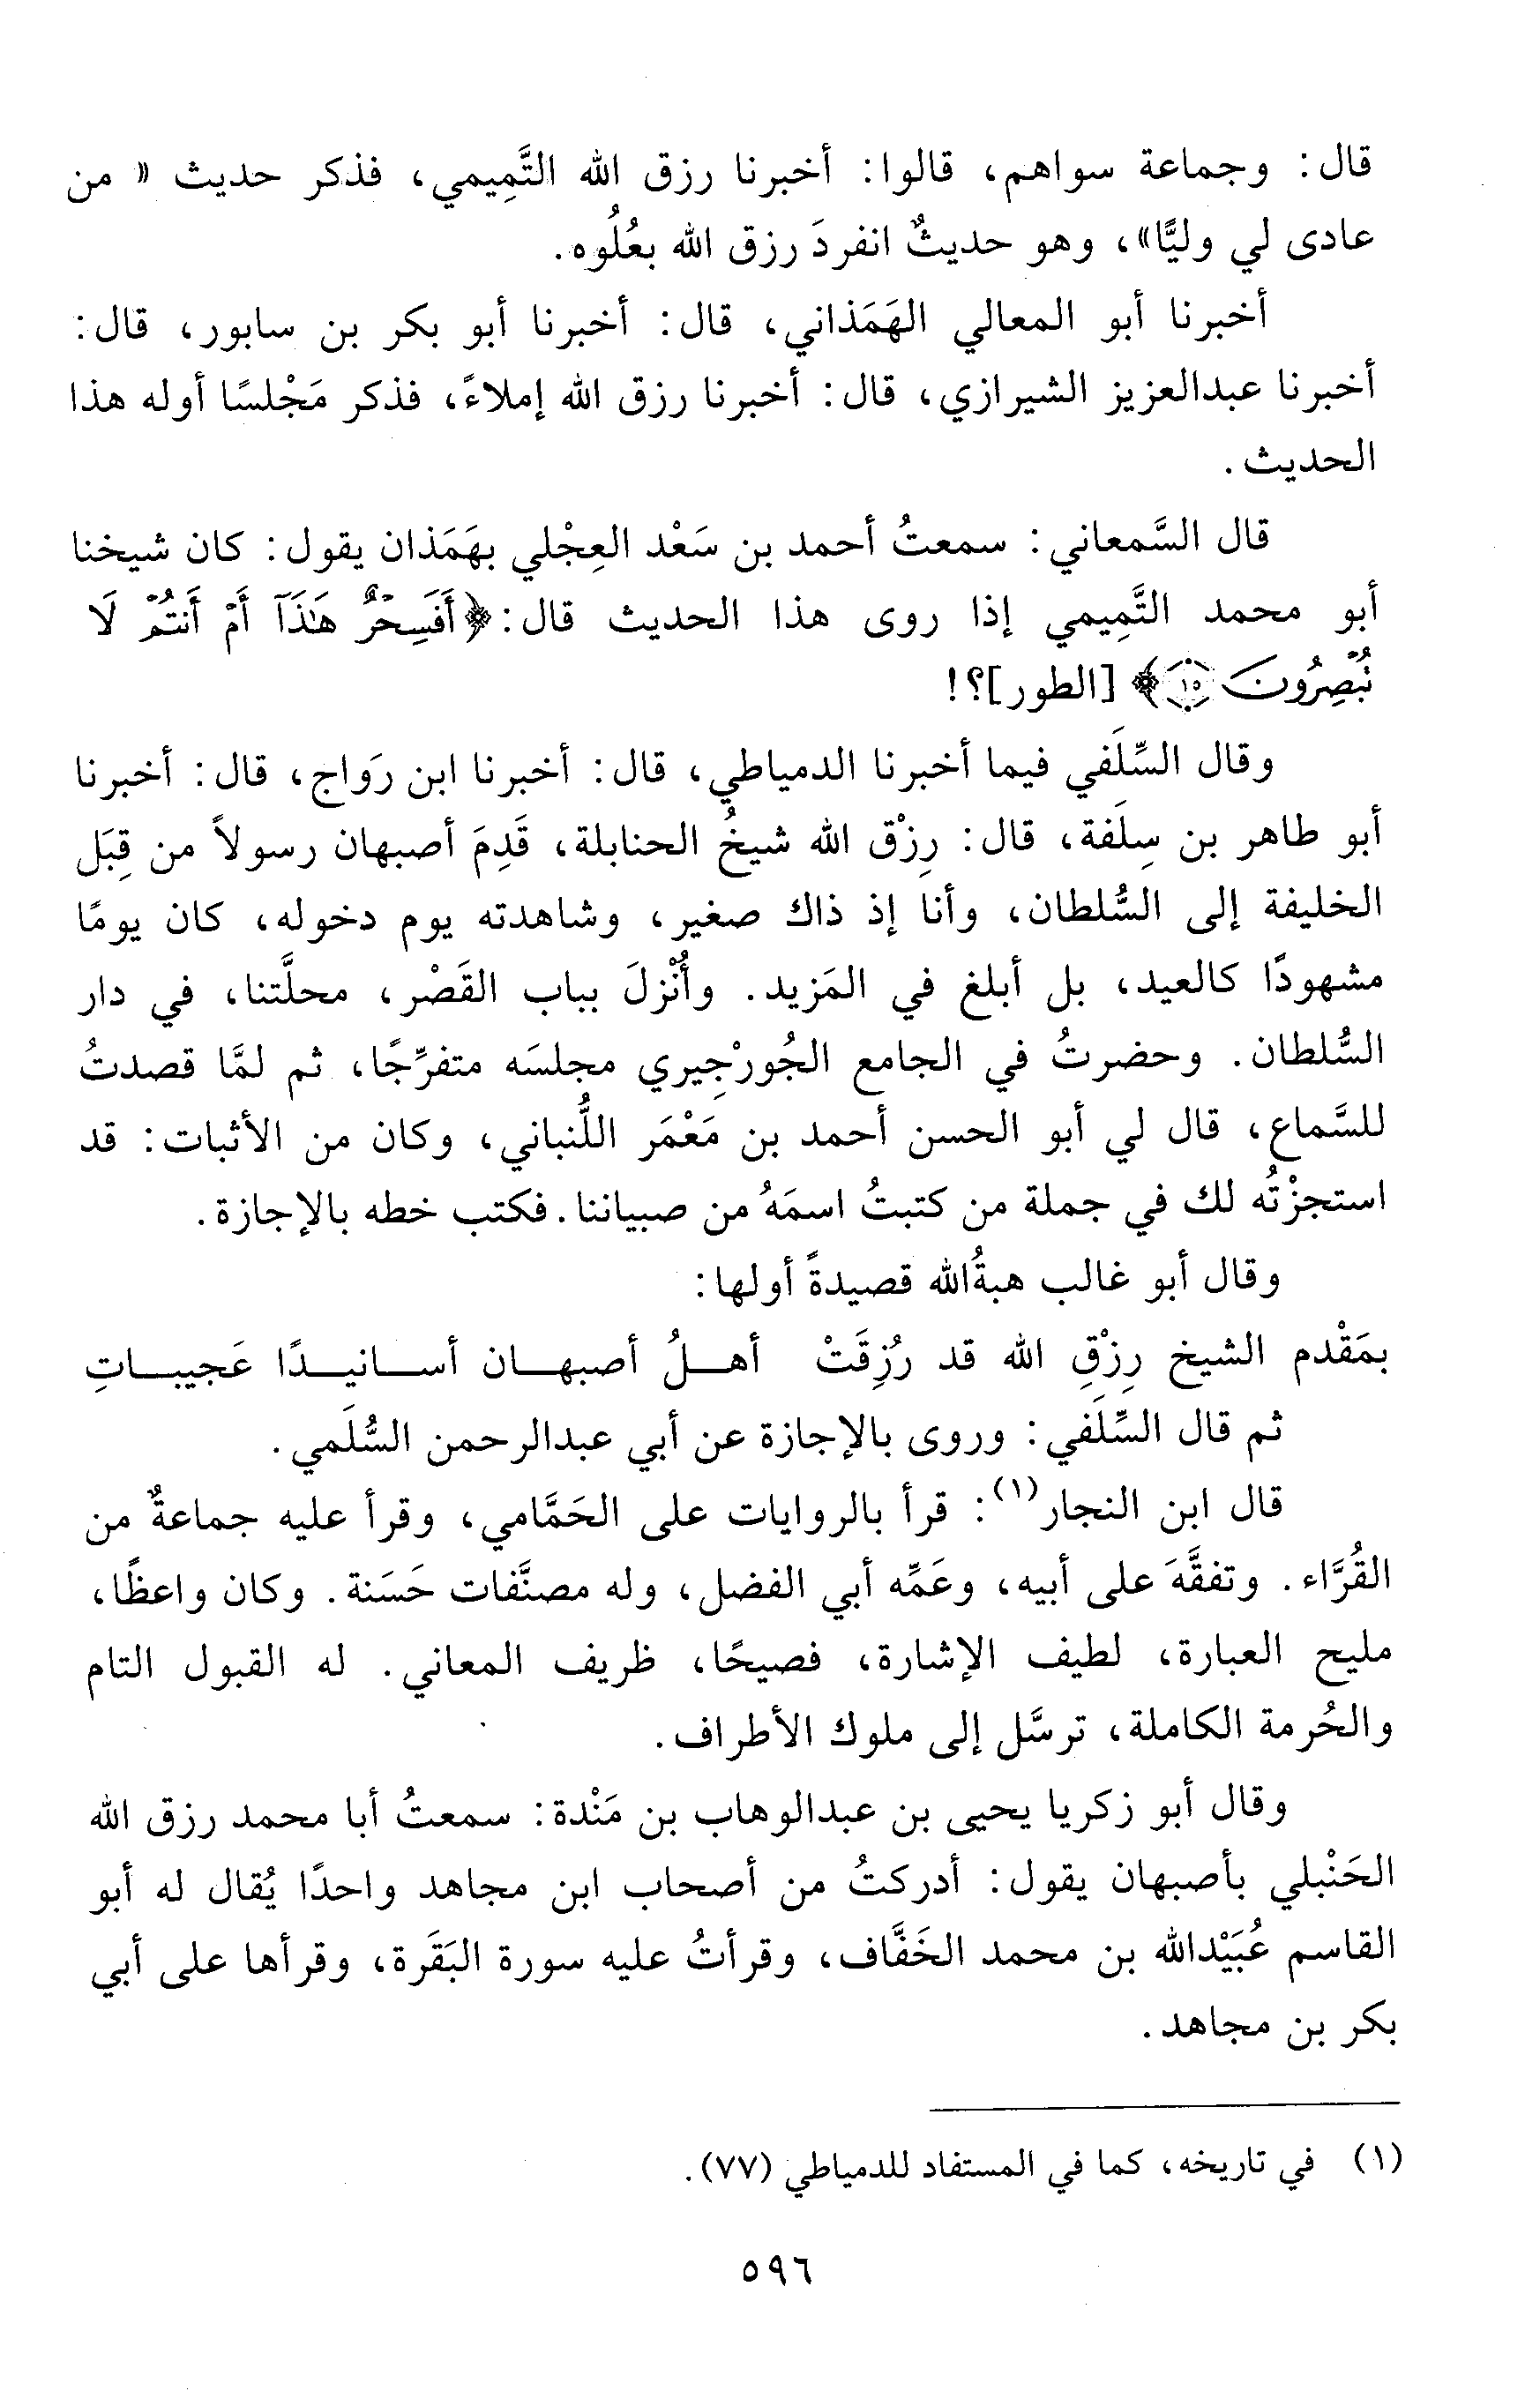 قال: وجماعة سواهم، قالوا: أخبرنا رزق الله التَّمِيمي، فذكر حديث «من
عادى لي وليًّا»، وهو حديثٌ انفردَ رزق الله بعُلُوه.
أخبرنا أبو المعالي الهَمَذاني، قال: أخبرنا أبو بكر بن سابور، قال:
أخبرنا عبدالعزيز الشيرازي، قال: أخبرنا رزق الله إملاءً، فذكر مَجْلسًا أوله هذا
الحديث.
قال السَّمعاني: سمعتُ أحمد بن سَعْد العِجْلي بهَمَذان يقول: كان شيخنا
أبو محمد التَّمِيمي إذا روى هذا الحديث قال: ﴿أَفَسِحْرٌ هَٰذَآ أَمْ أَنتُمْ لَا
تُبْصِرُونَ ١٥﴾ [الطور]؟!
وقال السِّلَفي فيما أخبرنا الدمياطي، قال: أخبرنا ابن رَواج، قال: أخبرنا
أبو طاهر بن سِلَفة، قال: رِزْق الله شيخُ الحنابلة، قَدِمَ أصبهان رسولاً من قِبَل
الخليفة إلى السُّلطان، وأنا إذ ذاك صغير، وشاهدته يوم دخوله، كان يومًا
مشهودًا كالعيد، بل أبلغ في المَزيد. وأُنْزلَ بباب القَصْر، محلَّتنا، في دار
السُّلطان. وحضرتُ في الجامع الجُورْجِيري مجلسَه متفرِّجًا، ثم لمَّا قصدتُ
للسَّماع، قال لي أبو الحسن أحمد بن مَعْمَر اللُّنباني، وكان من الأثبات: قد
استجزْتُه لك في جملة من كتبتُ اسمَهُ من صبياننا. فكتب خطه بالإجازة.
وقال أبو غالب هبةُالله قصيدةً أولها:
بمَقْدم الشيخ رِزْقِ الله قد رُزِقَتْ أهلُ أصبهان أسانيدًا عَجيباتِ
ثم قال السِّلَفي: وروى بالإجازة عن أبي عبدالرحمن السُّلَمي.
قال ابن النجار(١): قرأ بالروايات على الحَمَّامي، وقرأ عليه جماعةٌ من
القُرَّاء. وتفقَّهَ على أبيه، وعَمِّه أبي الفضل، وله مصنَّفات حَسَنة. وكان واعظًا،
مليح العبارة، لطيف الإشارة، فصيحًا، ظريف المعاني. له القبول التام
والحُرمة الكاملة، ترسَّل إلى ملوك الأطراف.
وقال أبو زكريا يحيى بن عبدالوهاب بن مَنْدة: سمعتُ أبا محمد رزق الله
الحَنْبلي بأصبهان يقول: أدركتُ من أصحاب ابن مجاهد واحدًا يُقال له أبو
القاسم عُبَيْدالله بن محمد الخَفَّاف، وقرأتُ عليه سورة البَقَرة، وقرأها على أبي
بكر بن مجاهد.
(١) في تاريخه، كما في المستفاد للدمياطي (٧٧).
٥٩٦